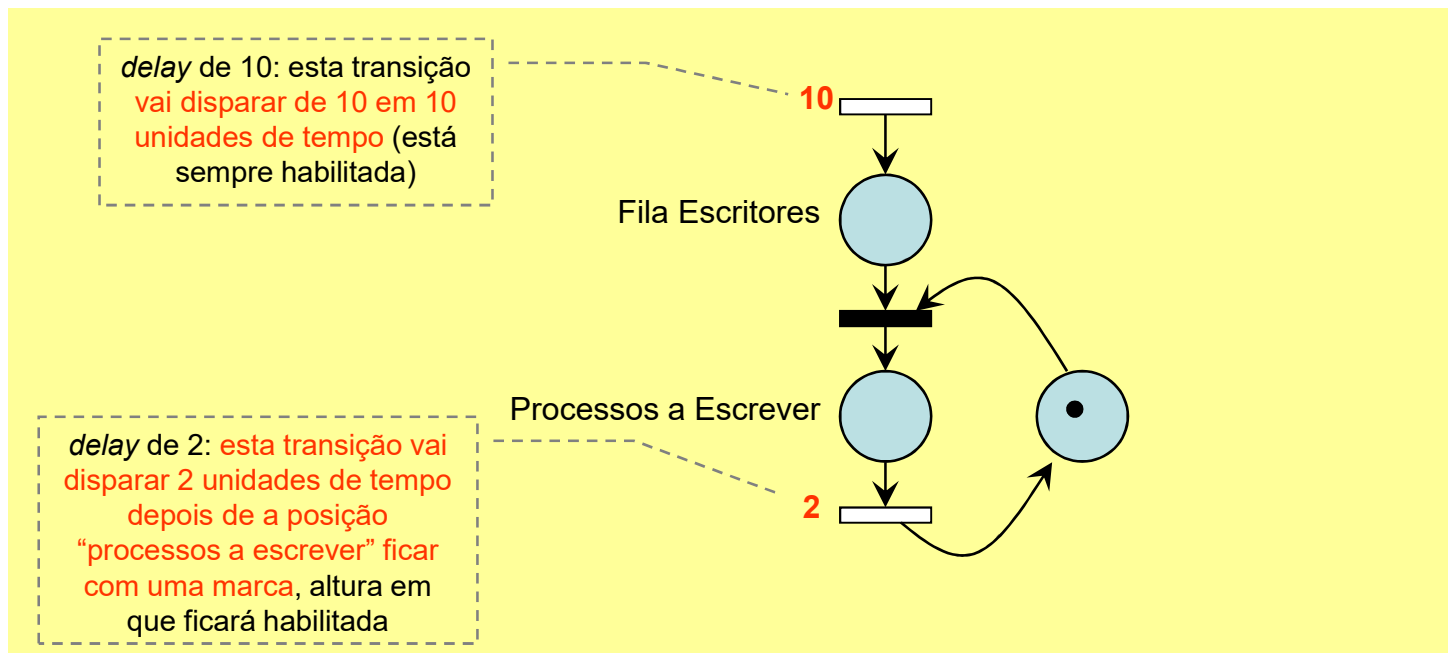 delay de 10: esta transição
vai disparar de 10 em 10
unidades de tempo (está
sempre habilitada)
10
Fila Escritores
Processos a Escrever
delay de 2: esta transição vai
disparar 2 unidades de tempo
depois de a posição
“processos a escrever” ficar
com uma marca, altura em
que ficará habilitada
2